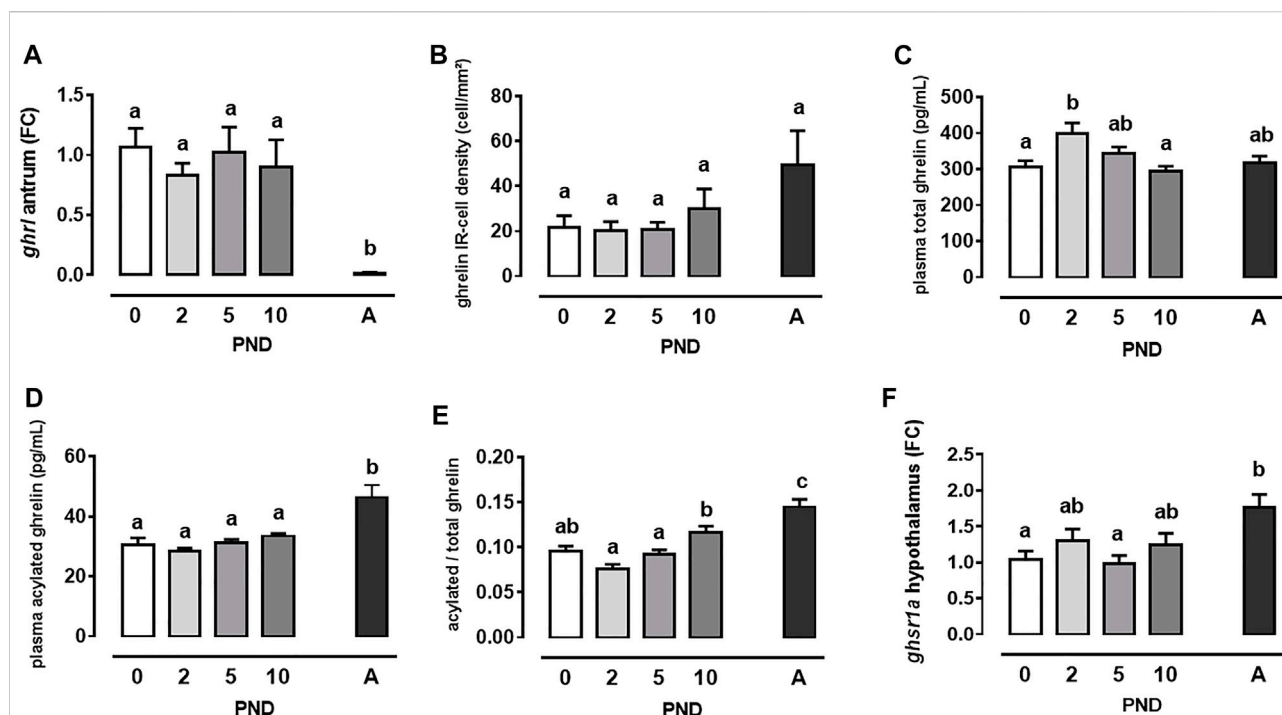 A
ghrl antrum (FC)
1.5
1.0
0.5
0.0
a
a
a
a
b
0 2 5 10 A
PND
B
ghrelin IR-cell density (cell/mm²)
80
60
40
20
0
a
a
a
a
a
0 2 5 10 A
PND
C
plasma total ghrelin (pg/mL)
500
400
300
200
100
0
a
b
ab
a
ab
0 2 5 10 A
PND
D
plasma acylated ghrelin (pg/mL)
60
40
20
0
a
a
a
a
b
0 2 5 10 A
PND
E
acylated / total ghrelin
0.20
0.15
0.10
0.05
0.00
ab
a
a
b
c
0 2 5 10 A
PND
F
ghsr1a hypothalamus (FC)
2.5
2.0
1.5
1.0
0.5
0.0
a
ab
a
ab
b
0 2 5 10 A
PND